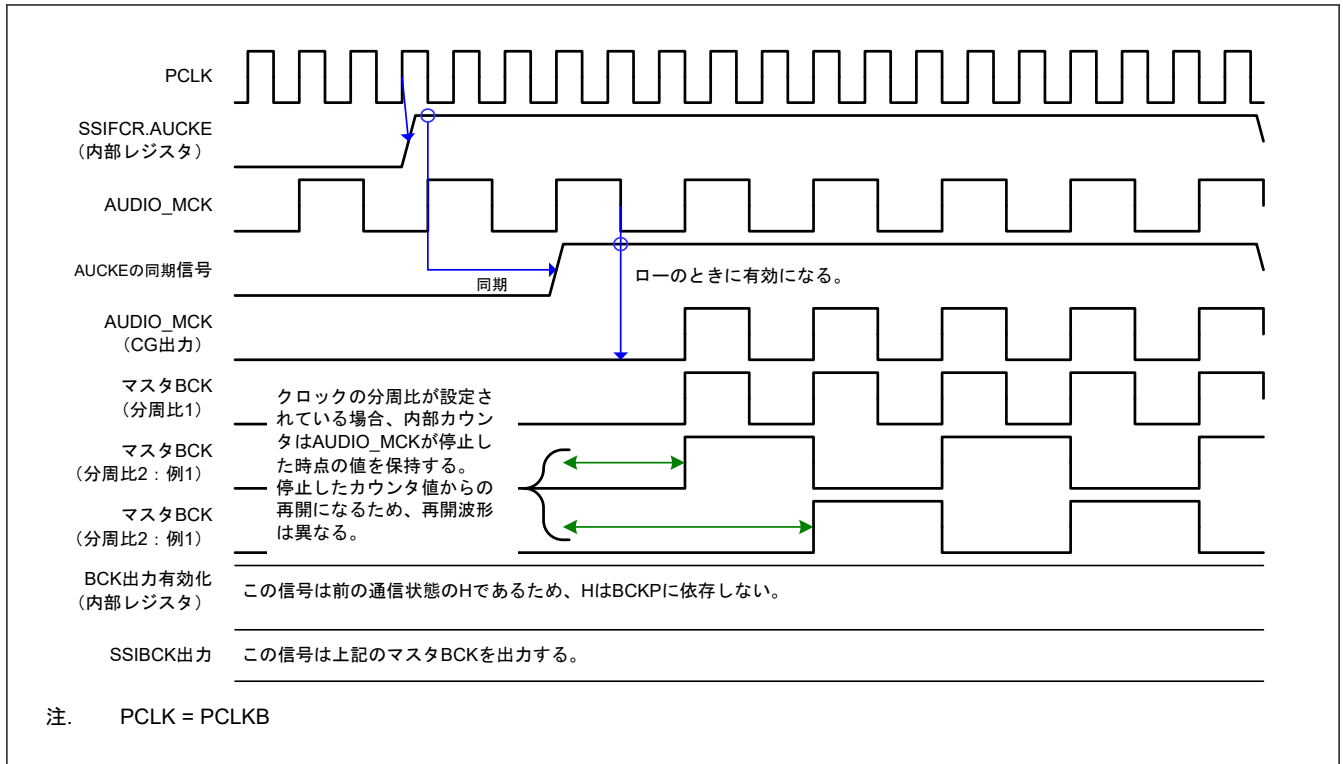 PCLK
SSIFCR.AUCKE
（内部レジスタ）
AUDIO_MCK
AUCKEの同期信号
同期
ローのときに有効になる。
AUDIO_MCK
（CG出力）
マスタBCK
（分周比1）
クロックの分周比が設定さ
れている場合、内部カウン
タはAUDIO_MCKが停止し
た時点の値を保持する。
停止したカウンタ値からの
再開になるため、再開波形
は異なる。
マスタBCK
（分周比2：例1）
マスタBCK
（分周比2：例1）
BCK出力有効化
（内部レジスタ）
この信号は前の通信状態のHであるため、HはBCKPに依存しない。
SSIBCK出力
この信号は上記のマスタBCKを出力する。
注. PCLK = PCLKB